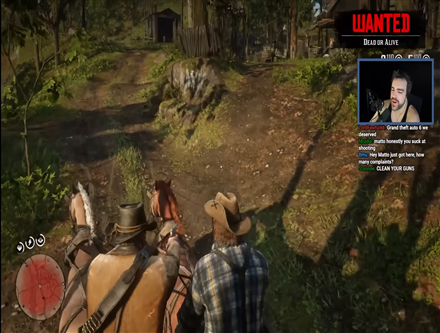 WANTED
DEAD OR ALIVE
Grand theft auto 6 we
deserved
matto honestly you suck at
shooting
Hey Matto just got here, how
many complaints?
CLEAN YOUR GUNS